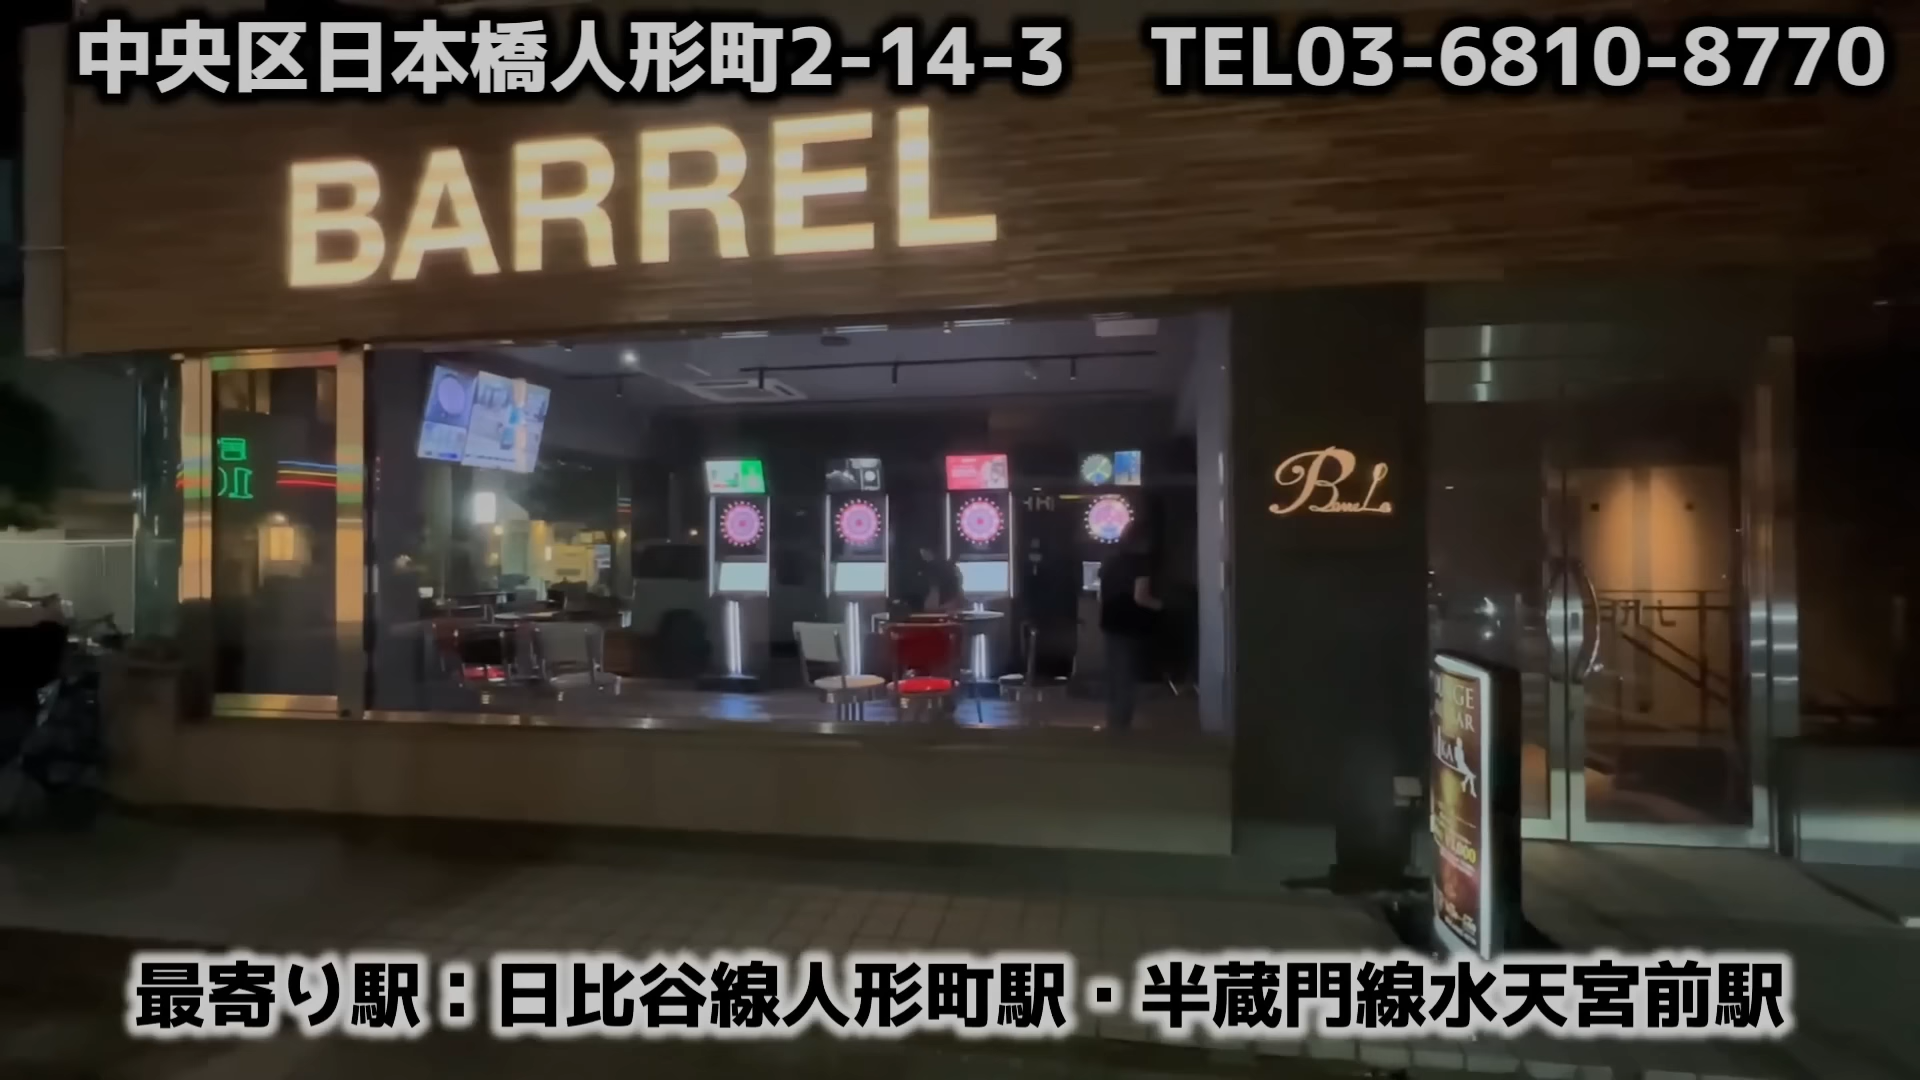 中央区日本橋人形町2-14-3　TEL03-6810-8770
BARREL
BarreL
最寄り駅：日比谷線人形町駅・半蔵門線水天宮前駅